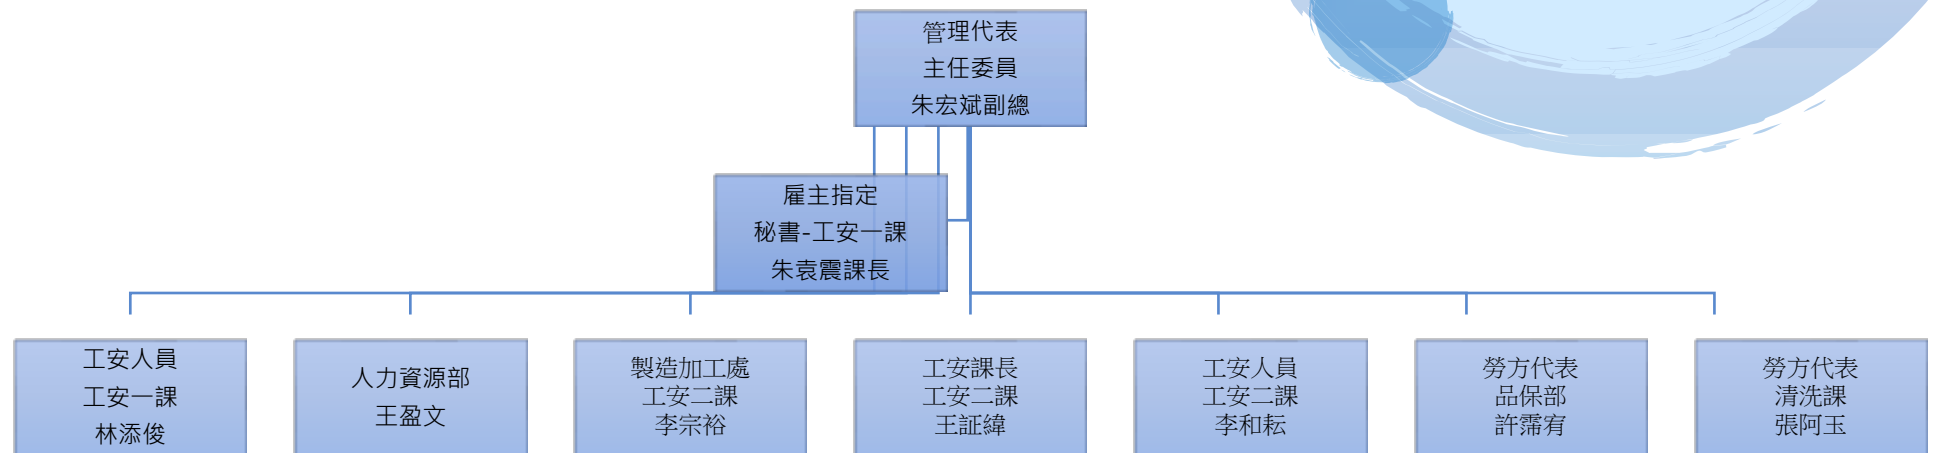 管理代表
主任委員
朱宏斌副總
雇主指定
秘書-工安一課
朱袁震課長
工安人員
工安一課
林添俊
人力資源部
王盈文
製造加工處
工安二課
李宗裕
工安課長
工安二課
王証緯
工安人員
工安二課
李和耘
勞方代表
品保部
許霈宥
勞方代表
清洗課
張阿玉